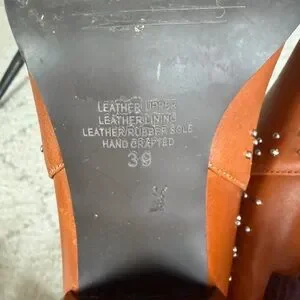 LEATHER UPPER
LEATHER LINING
LEATHER/RUBBER SOLE
HAND CRAFTED
39